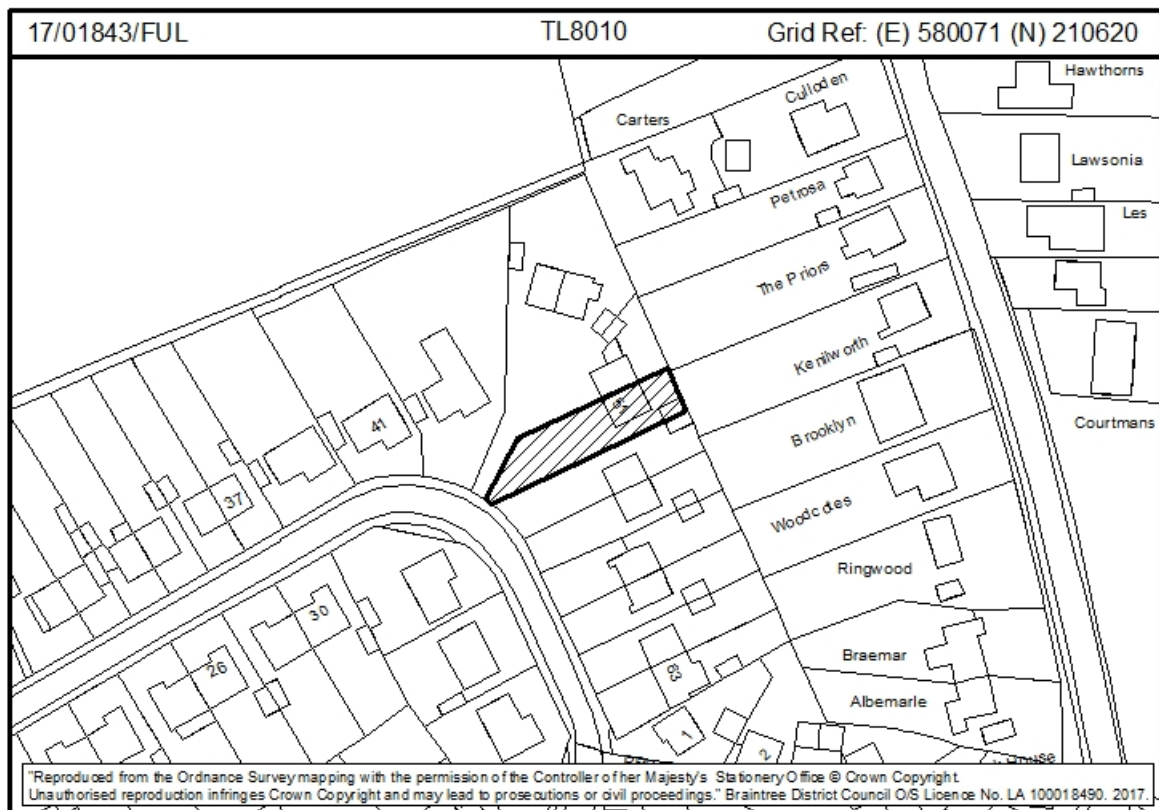 17/01843/FUL TL8010 Grid Ref: (E) 580071 (N) 210620
Hawthorns
Culloden
Carters
Lawsonia
Petrosa
Les
The Priors
Kenilworth
Courtmans
41
Brooklyn
37
Woodcotes
30
Ringwood
26
63
Braemar
Albemarle
1
2
"Reproduced from the Ordnance Survey mapping with the permission of the Controller of her Majesty's Stationery Office © Crown Copyright.
Unauthorised reproduction infringes Crown Copyright and may lead to prosecutions or civil proceedings." Braintree District Council O/S Licence No. LA 100018490. 2017.